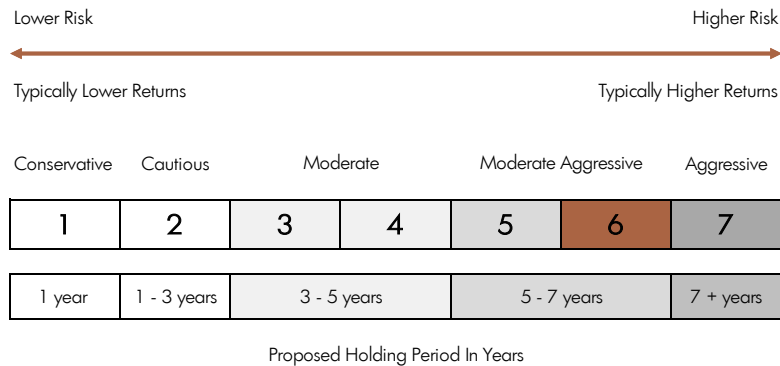 Lower Risk Higher Risk
Typically Lower Returns Typically Higher Returns
Conservative Cautious Moderate Moderate Aggressive Aggressive
1 2 3 4 5 6 7
1 year 1 - 3 years 3 - 5 years 5 - 7 years 7 + years
Proposed Holding Period In Years